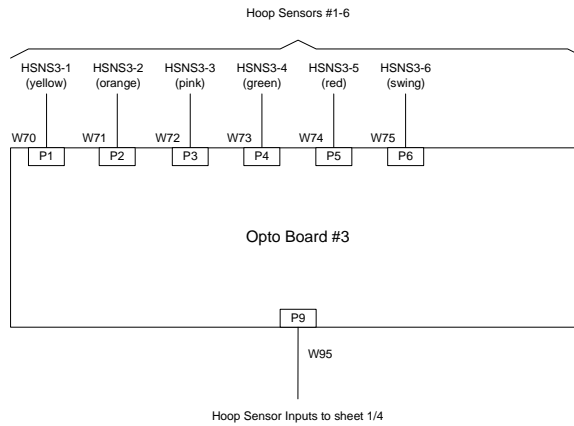 Hoop Sensors #1-6
HSNS3-1 HSNS3-2 HSNS3-3 HSNS3-4 HSNS3-5 HSNS3-6
(yellow) (orange) (pink) (green) (red) (swing)
W70 W71 W72 W73 W74 W75
P1 P2 P3 P4 P5 P6
Opto Board #3
P9
W95
Hoop Sensor Inputs to sheet 1/4